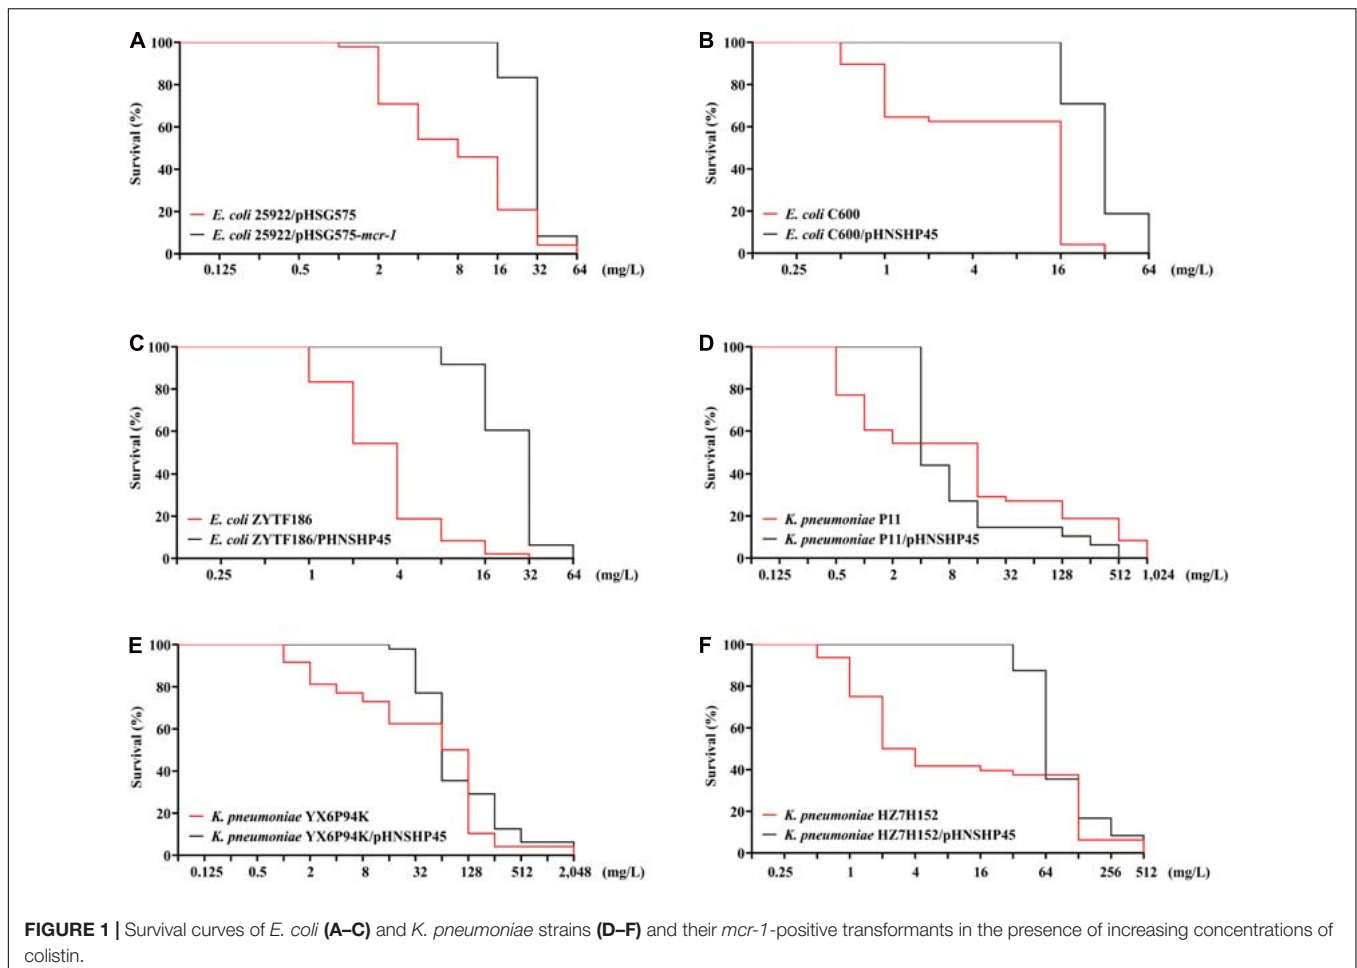 A
100
80
60
40
20
0
Survival (%)
E. coli 25922/pHSG575
E. coli 25922/pHSG575-mcr-1
0.125 0.5 2 8 16 32 64 (mg/L)
B
100
80
60
40
20
0
Survival (%)
E. coli C600
E. coli C600/pHNSHP45
0.25 1 4 16 64 (mg/L)
C
100
80
60
40
20
0
Survival (%)
E. coli ZYTF186
E. coli ZYTF186/PHNSHP45
0.25 1 4 16 32 64 (mg/L)
D
100
80
60
40
20
0
Survival (%)
K. pneumoniae P11
K. pneumoniae P11/pHNSHP45
0.125 0.5 2 8 32 128 512 1,024 (mg/L)
E
100
80
60
40
20
0
Survival (%)
K. pneumoniae YX6P94K
K. pneumoniae YX6P94K/pHNSHP45
0.125 0.5 2 8 32 128 512 2,048 (mg/L)
F
100
80
60
40
20
0
Survival (%)
K. pneumoniae HZ7H152
K. pneumoniae HZ7H152/pHNSHP45
0.25 1 4 16 64 256 512 (mg/L)
FIGURE 1 | Survival curves of E. coli (A–C) and K. pneumoniae strains (D–F) and their mcr-1-positive transformants in the presence of increasing concentrations of
colistin.